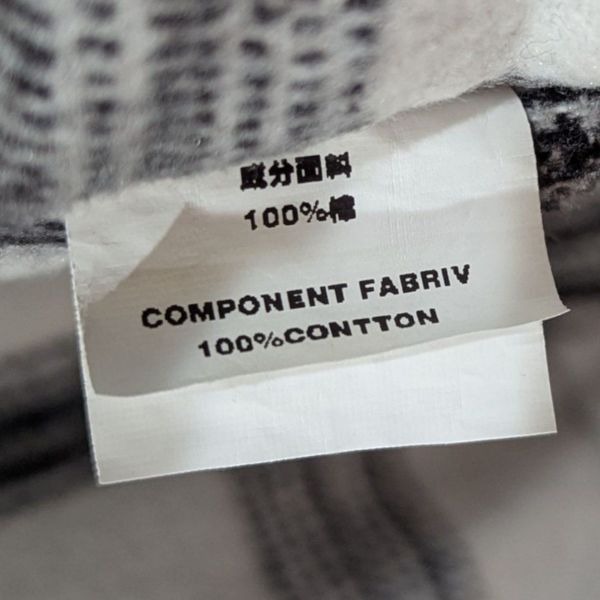 成分面料
100%棉
COMPONENT FABRIV
100%CONTTON